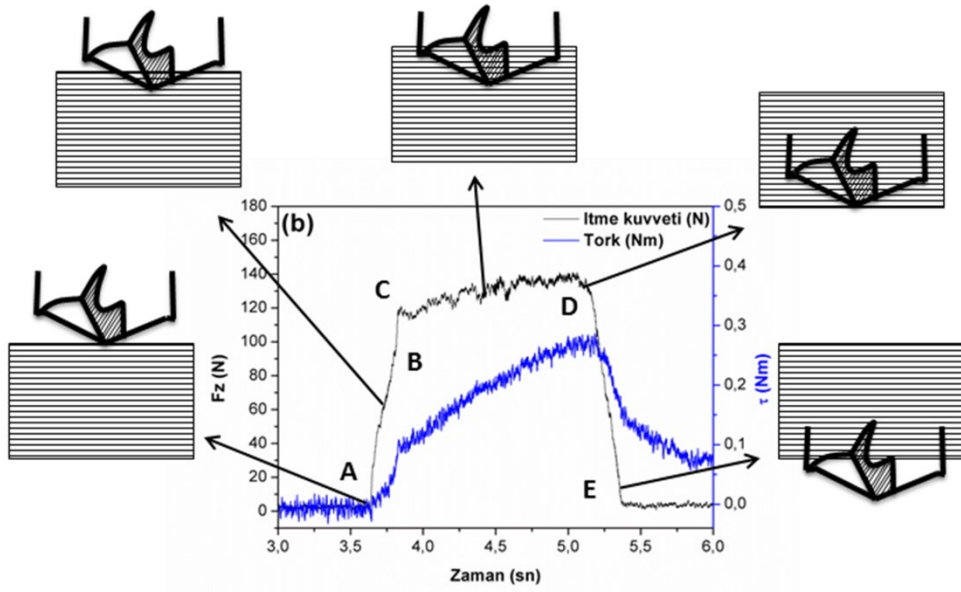 (b)
Itme kuvveti (N)
Tork (Nm)
180
160
140
120
100
80
60
40
20
0
Fz (N)
0,5
0,4
0,3
0,2
0,1
0,0
τ (Nm)
C
D
B
A
E
3,0 3,5 4,0 4,5 5,0 5,5 6,0
Zaman (sn)